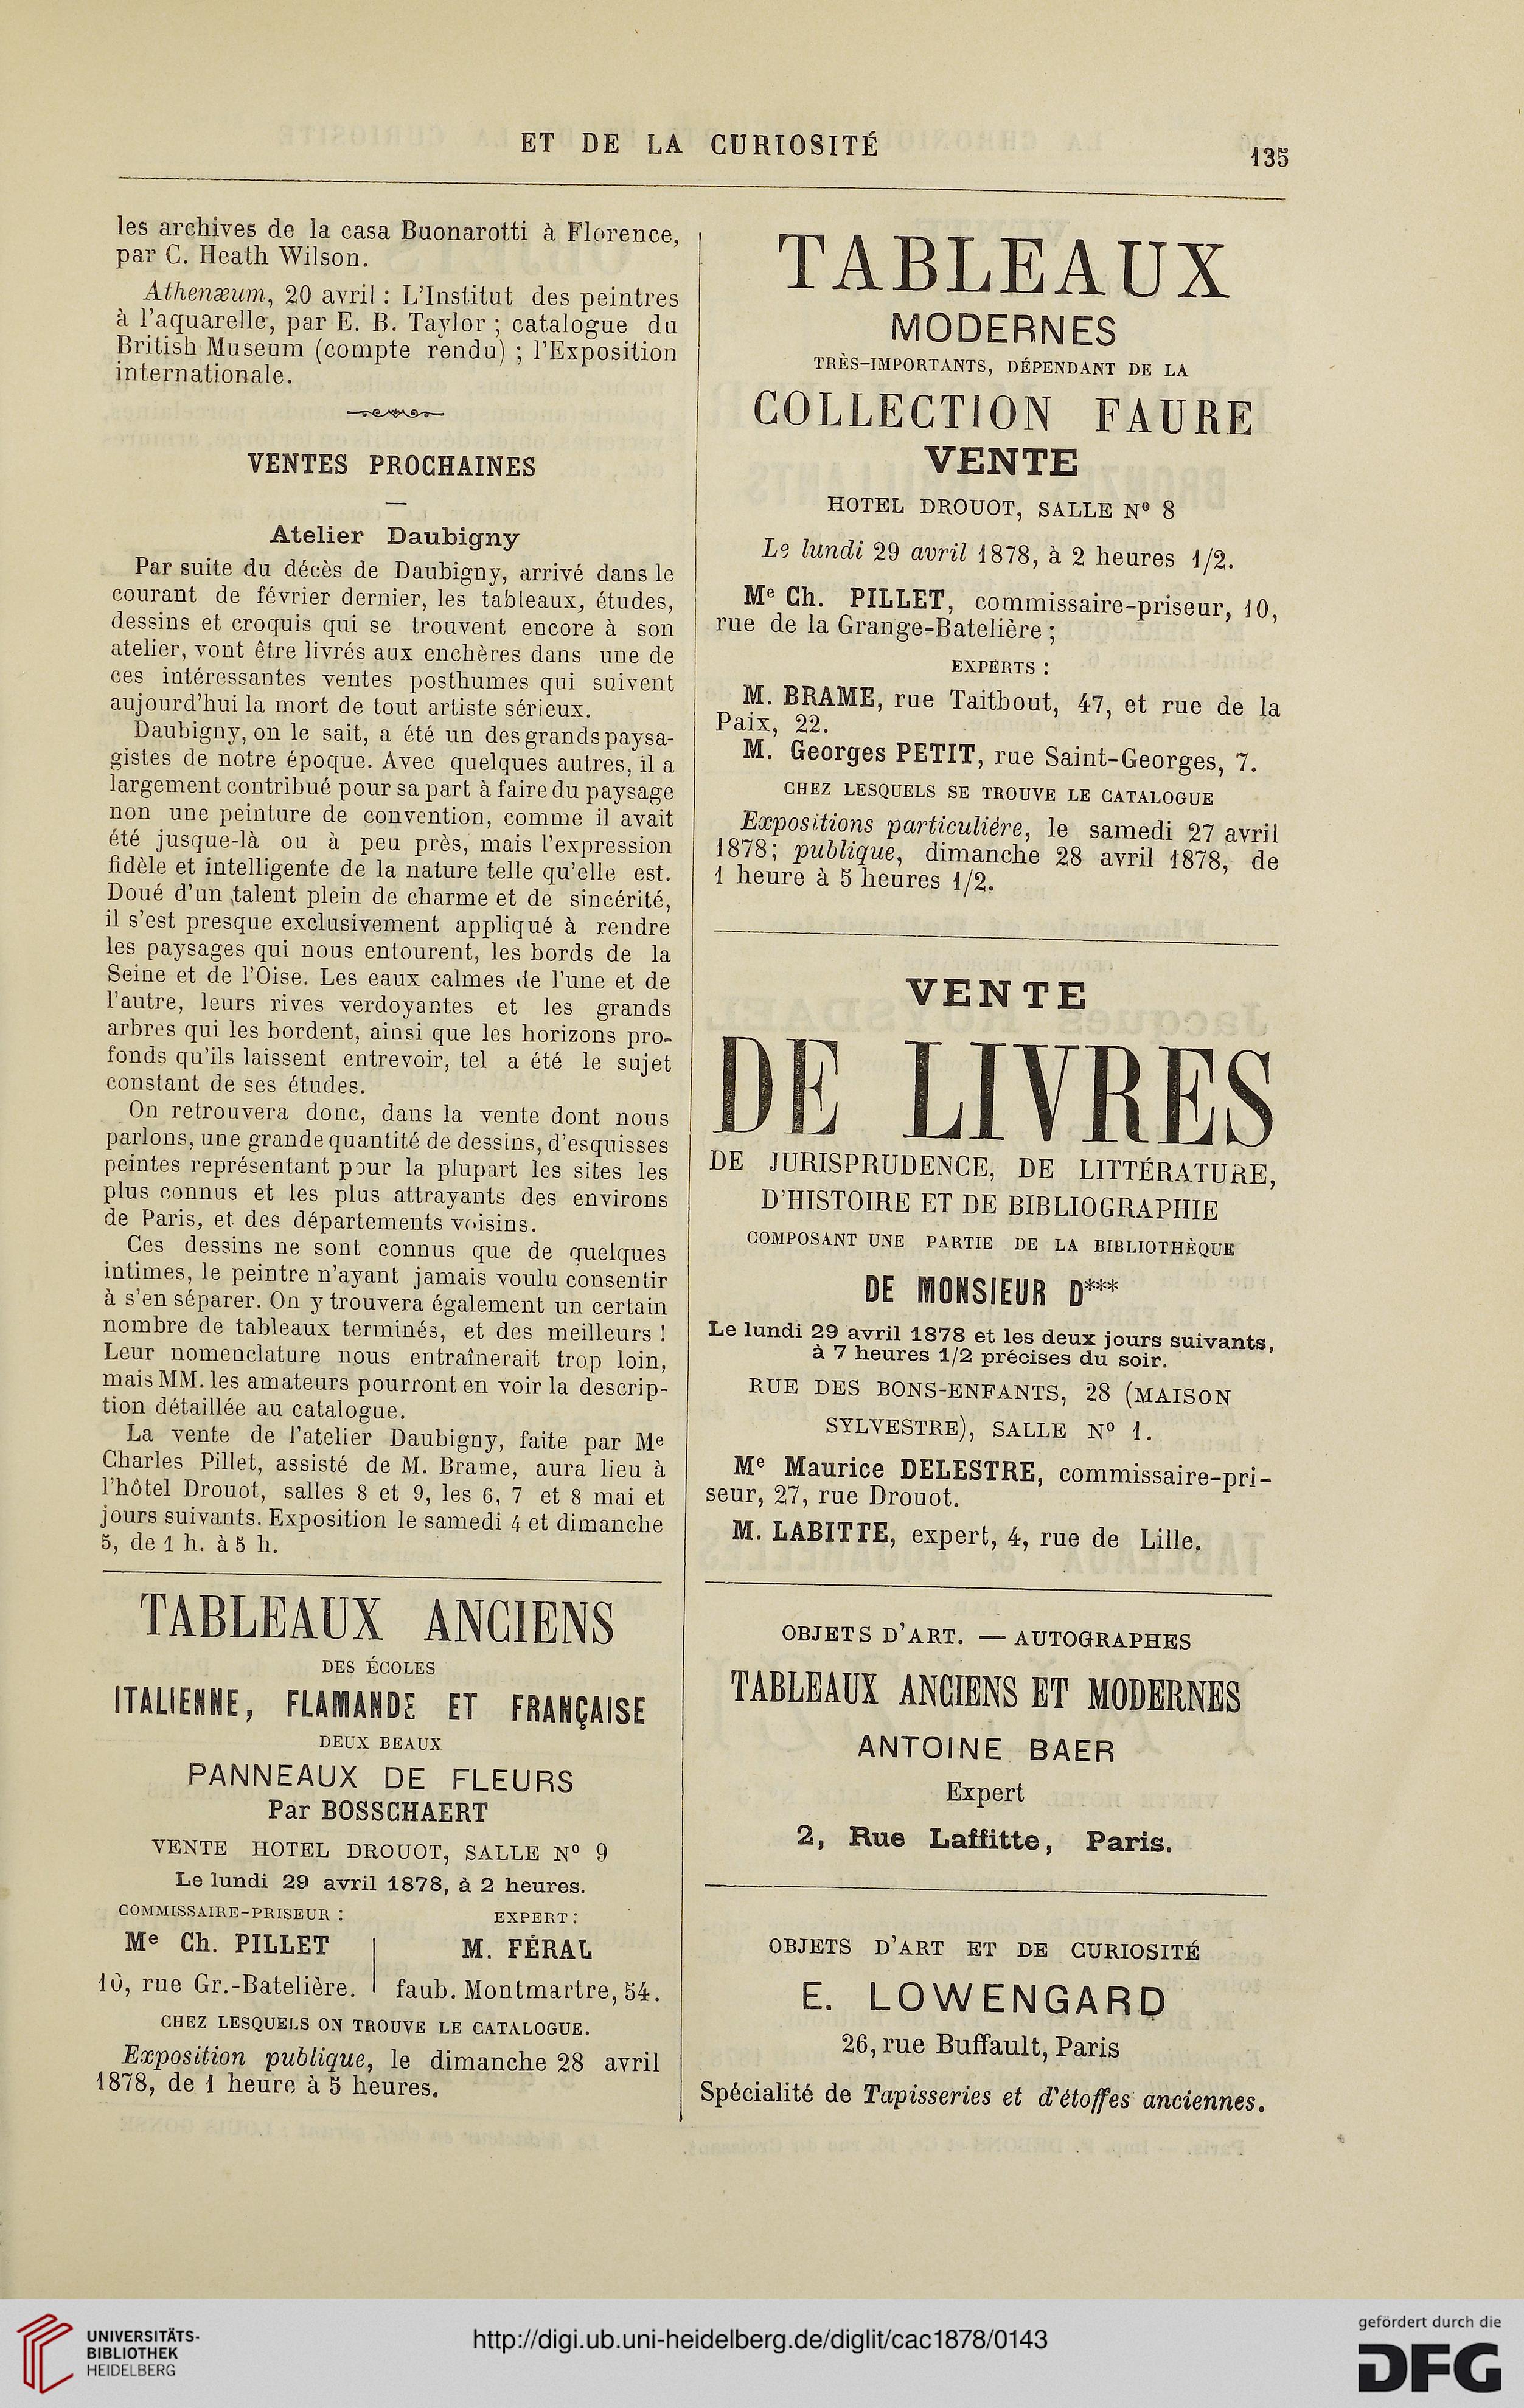 ET DE LA CURIOSITÉ
135
les archives de la casa Buonarotti à Florence,
par C. Heath Wilson.
Athenæum, 20 avril : L'Institut des peintres
à l'aquarelle, par E. B. Taylor ; catalogue du
British Museum (compte rendu) ; l'Exposition
internationale.
VENTES PROCHAINES
Atelier Daubigny
Par suite du décès de Daubigny, arrivé dans le
courant de février dernier, les tableaux, études,
dessins et croquis qui se trouvent encore à son
atelier, vont être livrés aux enchères dans une de
ces intéressantes ventes posthumes qui suivent
aujourd'hui la mort de tout artiste sérieux.
Daubigny, on le sait, a été un des grands paysa-
gistes de notre époque. Avec quelques autres, il a
largement contribué pour sa part à faire du paysage
non une peinture de convention, comme il avait
été jusque-là ou à peu près, mais l'expression
fidèle et intelligente de la nature telle qu'elle est.
Doué d'un talent plein de charme et de sincérité,
il s'est presque exclusivement appliqué à rendre
les paysages qui nous entourent, les bords de la
Seine et de l'Oise. Les eaux calmes de l'une et de
l'autre, leurs rives verdoyantes et les grands
arbres qui les bordent, ainsi que les horizons pro-
fonds qu'ils laissent entrevoir, tel a été le sujet
constant de ses études.
On retrouvera donc, dans la vente dont nous
parlons, une grande quantité de dessins, d'esquisses
peintes représentant pour la plupart les sites les
plus connus et les plus attrayants des environs
de Paris, et des départements voisins.
Ces dessins ne sont connus que de quelques
intimes, le peintre n'ayant jamais voulu consentir
à s'en séparer. On y trouvera également un certain
nombre de tableaux terminés, et des meilleurs !
Leur nomenclature nous entraînerait trop loin,
mais MM. les amateurs pourront en voir la descrip-
tion détaillée au catalogue.
La vente de l'atelier Daubigny, faite par Me
Charles Pillet, assisté de M. Brame, aura lieu à
l'hôtel Drouot, salles 8 et 9, les 6, 7 et 8 mai et
jours suivants. Exposition le samedi 4 et dimanche
5, de 1 h. à 5 h.
TABLEAUX ANCIENS
DES ÉCOLES
ITALIENNE, FLAMANDE ET FRANÇAISE
DEUX BEAUX
PANNEAUX DE FLEURS
Par BOSSCHAERT
VENTE HOTEL DROUOT, SALLE No 9
Le lundi 29 avril 1878, à 2 heures.
COMMISSAIRE-PRISEUR :
Me Ch. PILLET
10, rue Gr.-Batelière.
EXPERT :
M. FÉRAL
faub. Montmartre, 54.
CHEZ LESQUELS ON TROUVE LE CATALOGUE.
Exposition publique, le dimanche 28 avril
1878, de 1 heure à 5 heures.
TABLEAUX
MODERNES
TRÈS-IMPORTANTS, DÉPENDANT DE LA
COLLECTION FAURE
VENTE
HOTEL DROUOT, SALLE No 8
Le lundi 29 avril 1878, à 2 heures 1/2.
Me Ch. PILLET, commissaire-priseur, 10,
rue de la Grange-Batelière ;
EXPERTS :
M. BRAME, rue Taitbout, 47, et rue de la
Paix, 22.
M. Georges PETIT, rue Saint-Georges, 7.
CHEZ LESQUELS SE TROUVE LE CATALOGUE
Expositions particulière, le samedi 27 avril
1878; publique, dimanche 28 avril 1878, de
1 heure à 5 heures 1/2.
VENTE
DE LIVRES
DE JURISPRUDENCE, DE LITTÉRATURE,
D'HISTOIRE ET DE BIBLIOGRAPHIE
COMPOSANT UNE PARTIE DE LA BIBLIOTHÈQUE
DE MONSIEUR D***
Le lundi 29 avril 1878 et les deux jours suivants,
à 7 heures 1/2 précises du soir.
RUE DES BONS-ENFANTS, 28 (MAISON
SYLVESTRE), SALLE No 1.
Me Maurice DELESTRE, commissaire-pri-
seur, 27, rue Drouot.
M. LABITTE, expert, 4, rue de Lille.
OBJETS D'ART. — AUTOGRAPHES
TABLEAUX ANCIENS ET MODERNES
ANTOINE BAER
Expert
2, Rue Laffitte, Paris.
OBJETS D'ART ET DE CURIOSITÉ
E. LOWENGARD
26, rue Buffault, Paris
Spécialité de Tapisseries et d'étoffes anciennes.
UNIVERSITÄTS-
BIBLIOTHEK
HEIDELBERG
http://digi.ub.uni-heidelberg.de/diglit/cac1878/0143
gefördert durch die
DFG